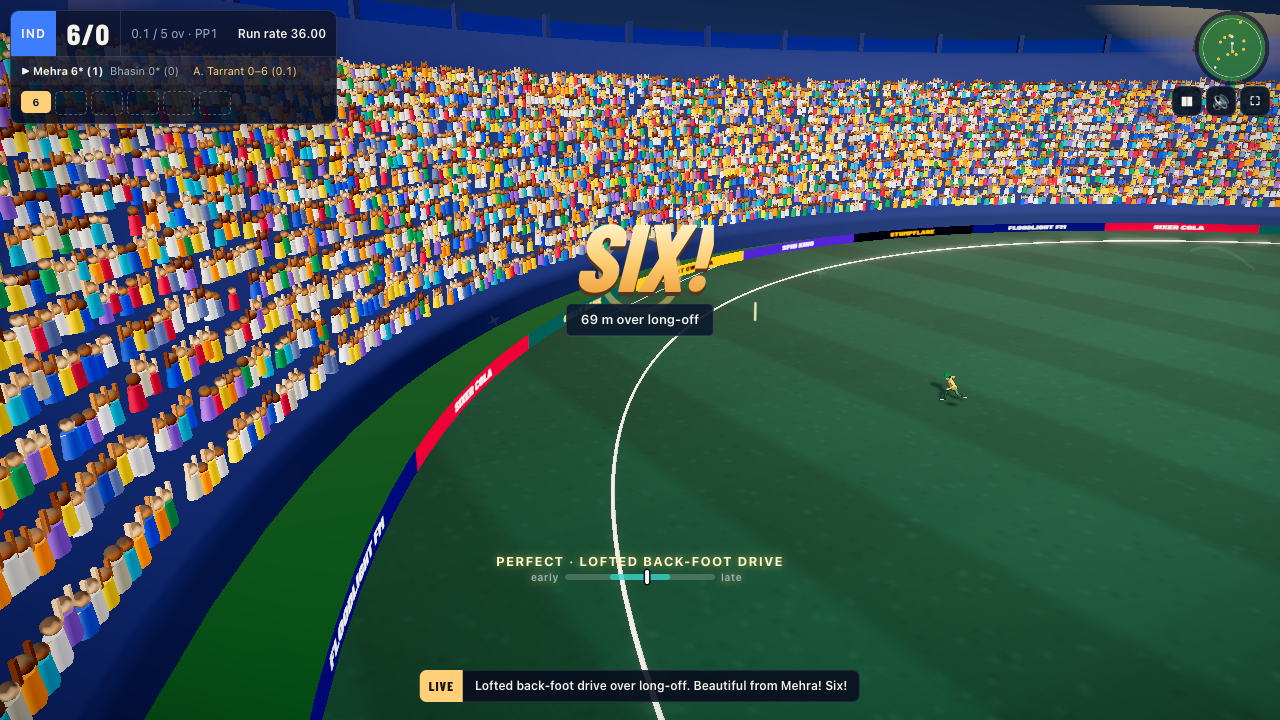 IND 6/0 0.1 / 5 ov · PP1 Run rate 36.00
▶ Mehra 6* (1) Bhasin 0* (0) A. Tarrant 0–6 (0.1)
6
SPIN KING STUMPFLARE FLOODLIGHT FM SIXER COLA
SIX!
69 m over long-off
SIXER COLA
FLOODLIGHT FM
PERFECT · LOFTED BACK-FOOT DRIVE
early late
LIVE Lofted back-foot drive over long-off. Beautiful from Mehra! Six!